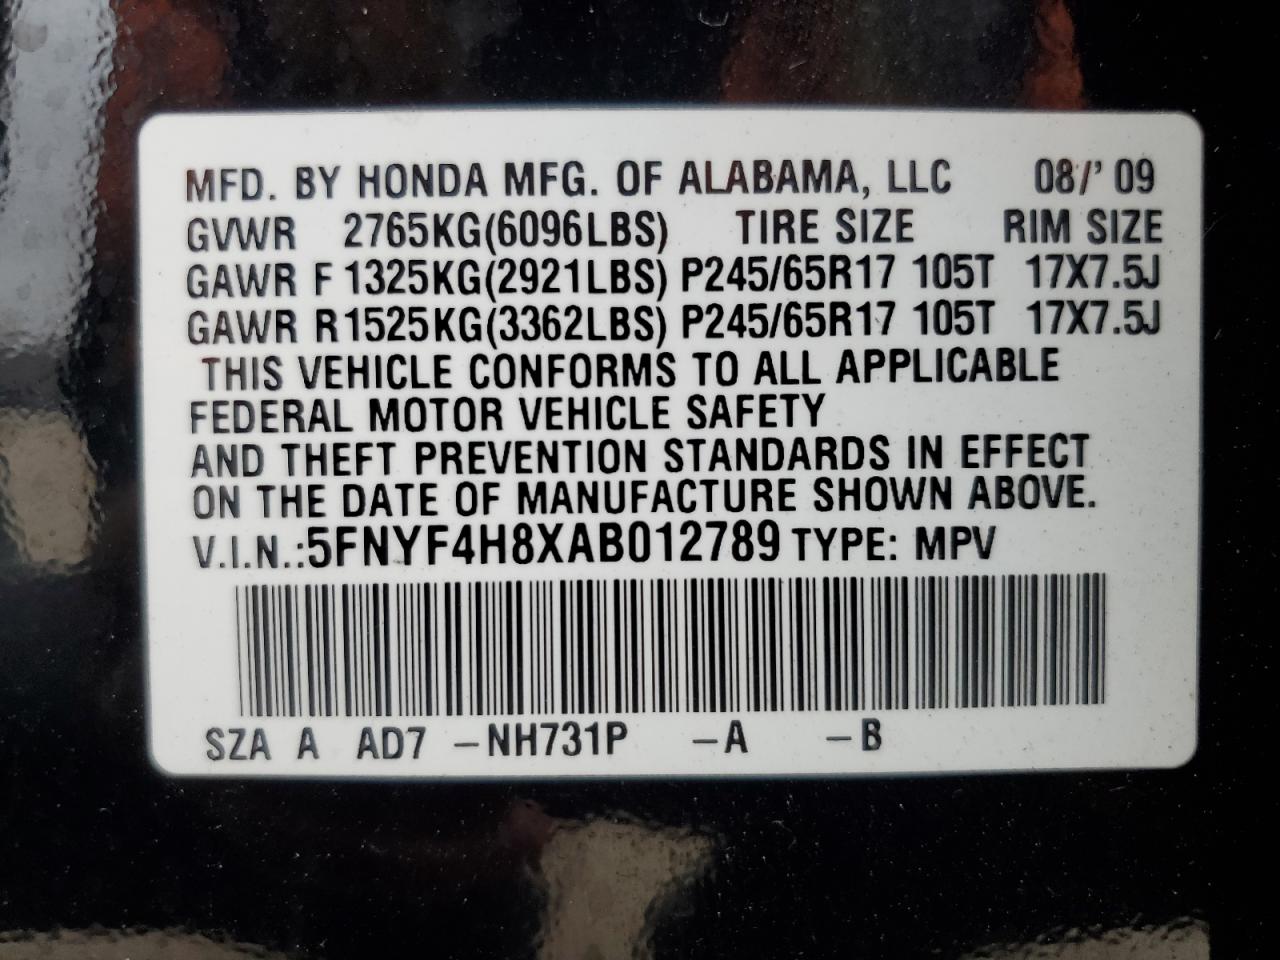 MFD. BY HONDA MFG. OF ALABAMA, LLC 08/' 09
GVWR 2765KG(6096LBS) TIRE SIZE RIM SIZE
GAWR F 1325KG(2921LBS) P245/65R17 105T 17X7.5J
GAWR R 1525KG(3362LBS) P245/65R17 105T 17X7.5J
THIS VEHICLE CONFORMS TO ALL APPLICABLE
FEDERAL MOTOR VEHICLE SAFETY
AND THEFT PREVENTION STANDARDS IN EFFECT
ON THE DATE OF MANUFACTURE SHOWN ABOVE.
V.I.N.:5FNYF4H8XAB012789 TYPE: MPV
SZA A AD7 –NH731P –A –B